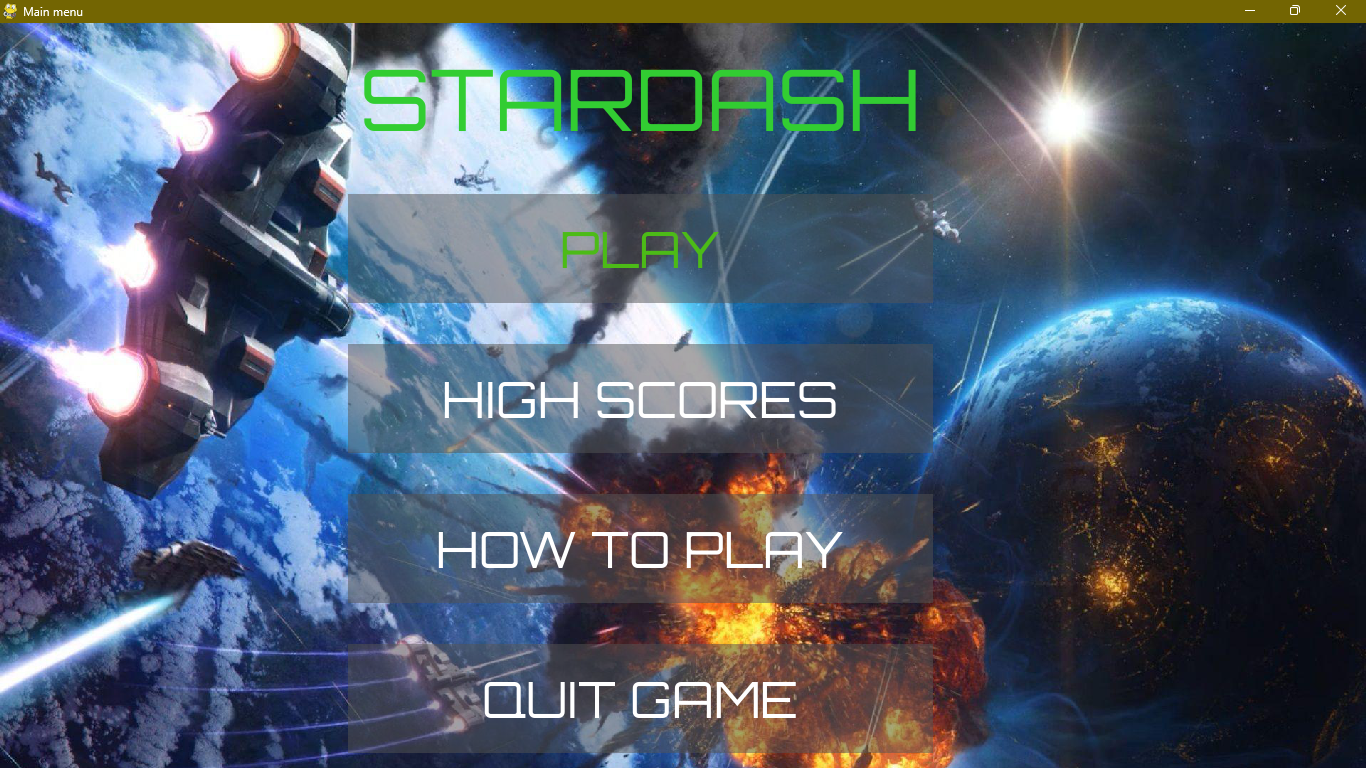 Main menu
STARDASH
PLAY
HIGH SCORES
HOW TO PLAY
QUIT GAME